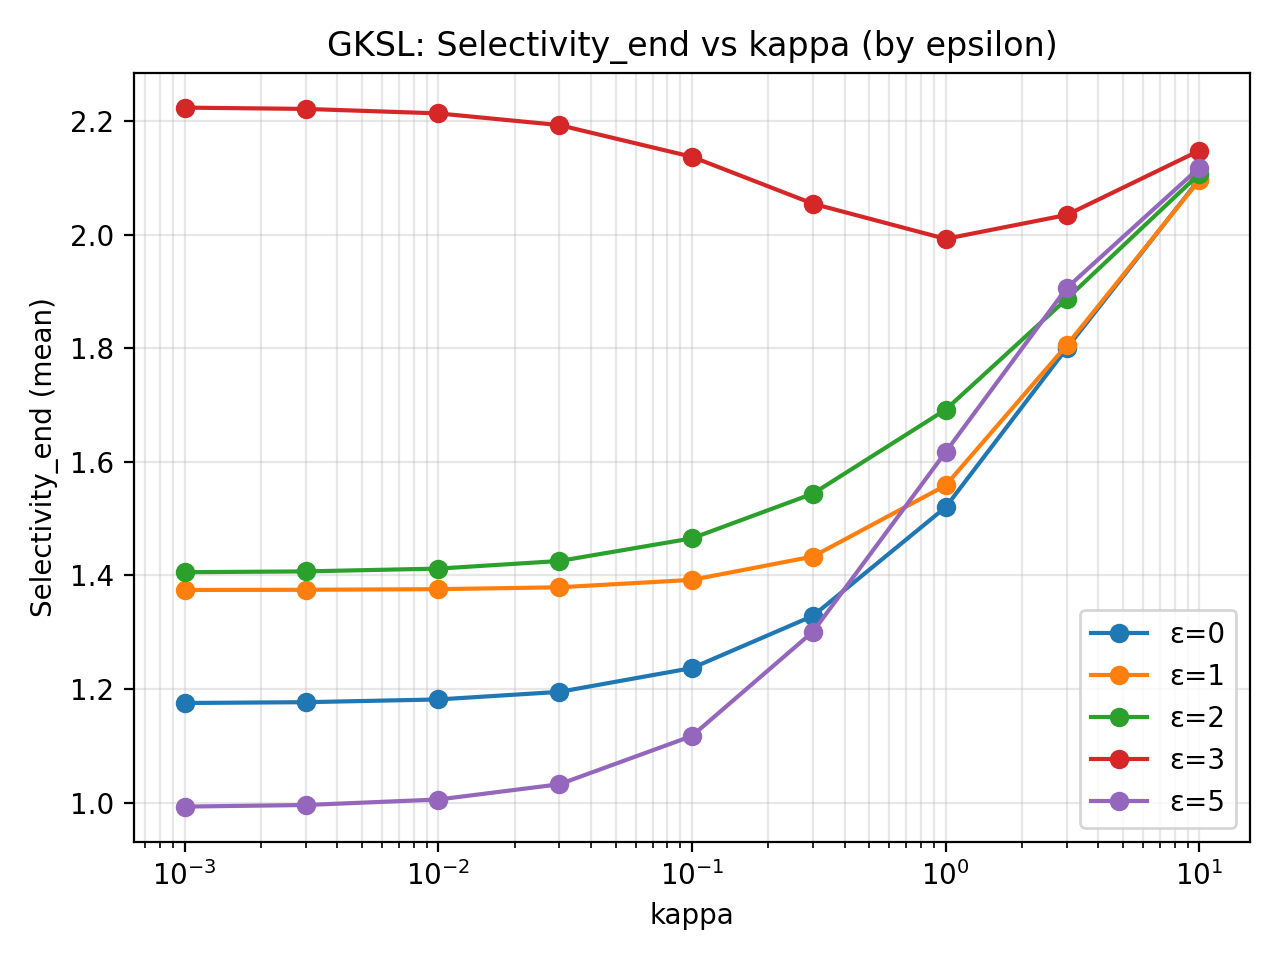 GKSL: Selectivity_end vs kappa (by epsilon)
Selectivity_end (mean)
2.2
2.0
1.8
1.6
1.4
1.2
1.0
10⁻³
10⁻²
10⁻¹
10⁰
10¹
kappa
ε=0
ε=1
ε=2
ε=3
ε=5